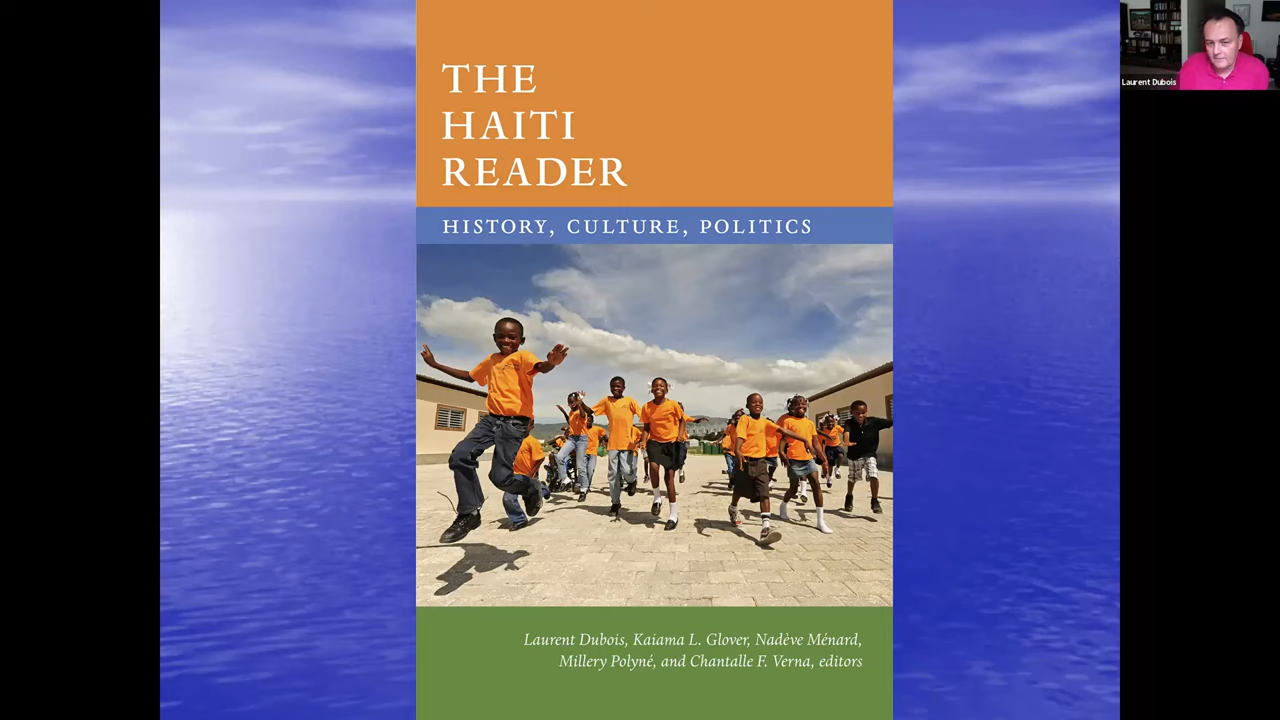 THE
HAITI
READER
HISTORY, CULTURE, POLITICS
Laurent Dubois, Kaiama L. Glover, Nadève Ménard,
Millery Polyné, and Chantalle F. Verna, editors
Laurent Dubois